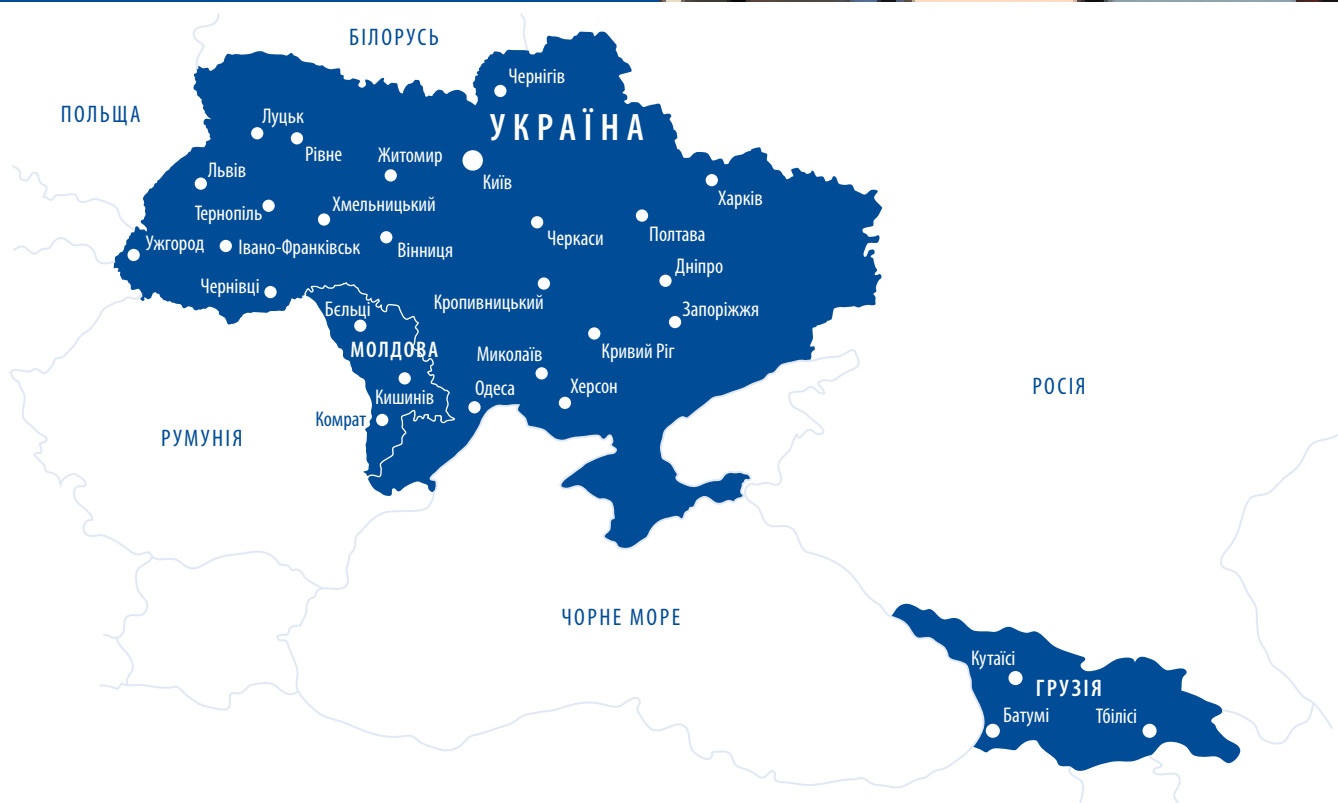 БІЛОРУСЬ
Чернігів
ПОЛЬЩА
Луцьк
УКРАЇНА
Рівне
Житомир
Львів
Київ
Харків
Хмельницький
Тернопіль
Черкаси
Полтава
Ужгород
Івано-Франківськ
Вінниця
Дніпро
Чернівці
Кропивницький
Бєльці
Запоріжжя
МОЛДОВА
Миколаїв
Кривий Ріг
Одеса
Херсон
РОСІЯ
Кишинів
Комрат
РУМУНІЯ
ЧОРНЕ МОРЕ
Кутаїсі
ГРУЗІЯ
Батумі
Тбілісі